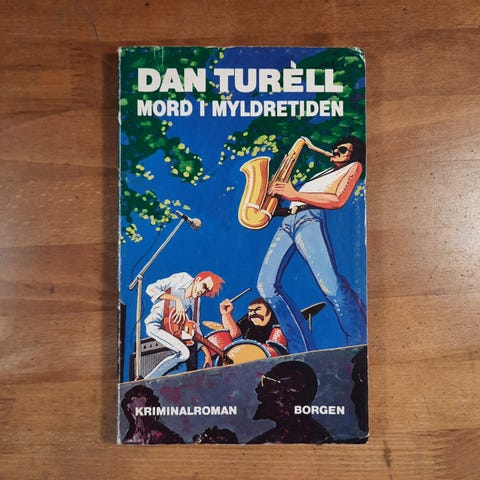 DAN TURÈLL
MORD I MYLDRETIDEN
KRIMINALROMAN BORGEN